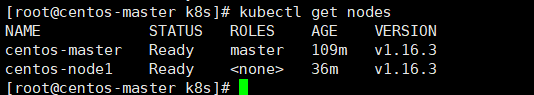 [root@centos-master k8s]# kubectl get nodes
NAME STATUS ROLES AGE VERSION
centos-master Ready master 109m v1.16.3
centos-node1 Ready <none> 36m v1.16.3
[root@centos-master k8s]#